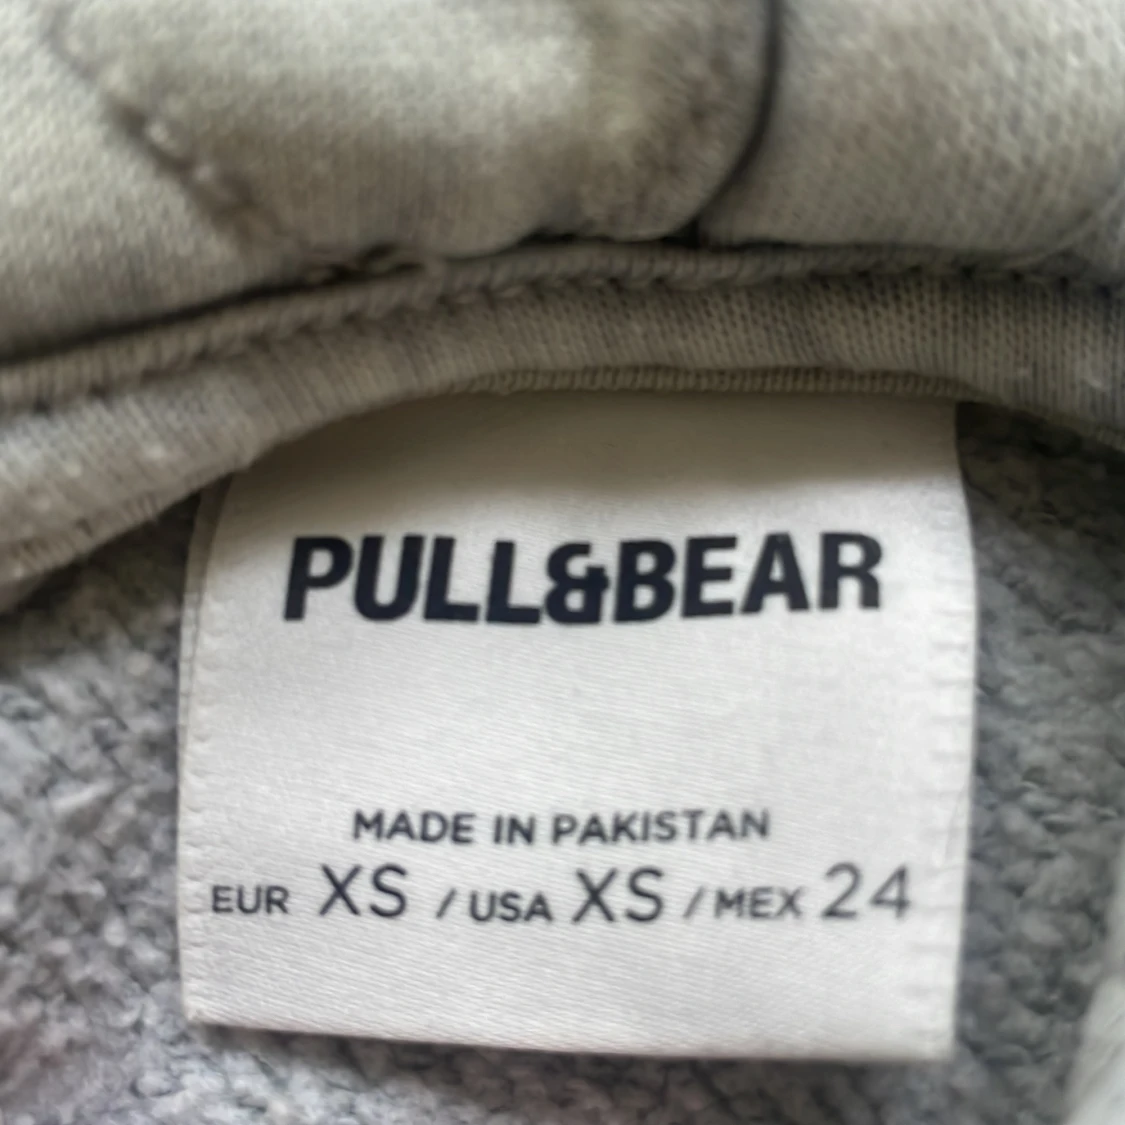 PULL&BEAR
MADE IN PAKISTAN
EUR XS / USA XS / MEX 24